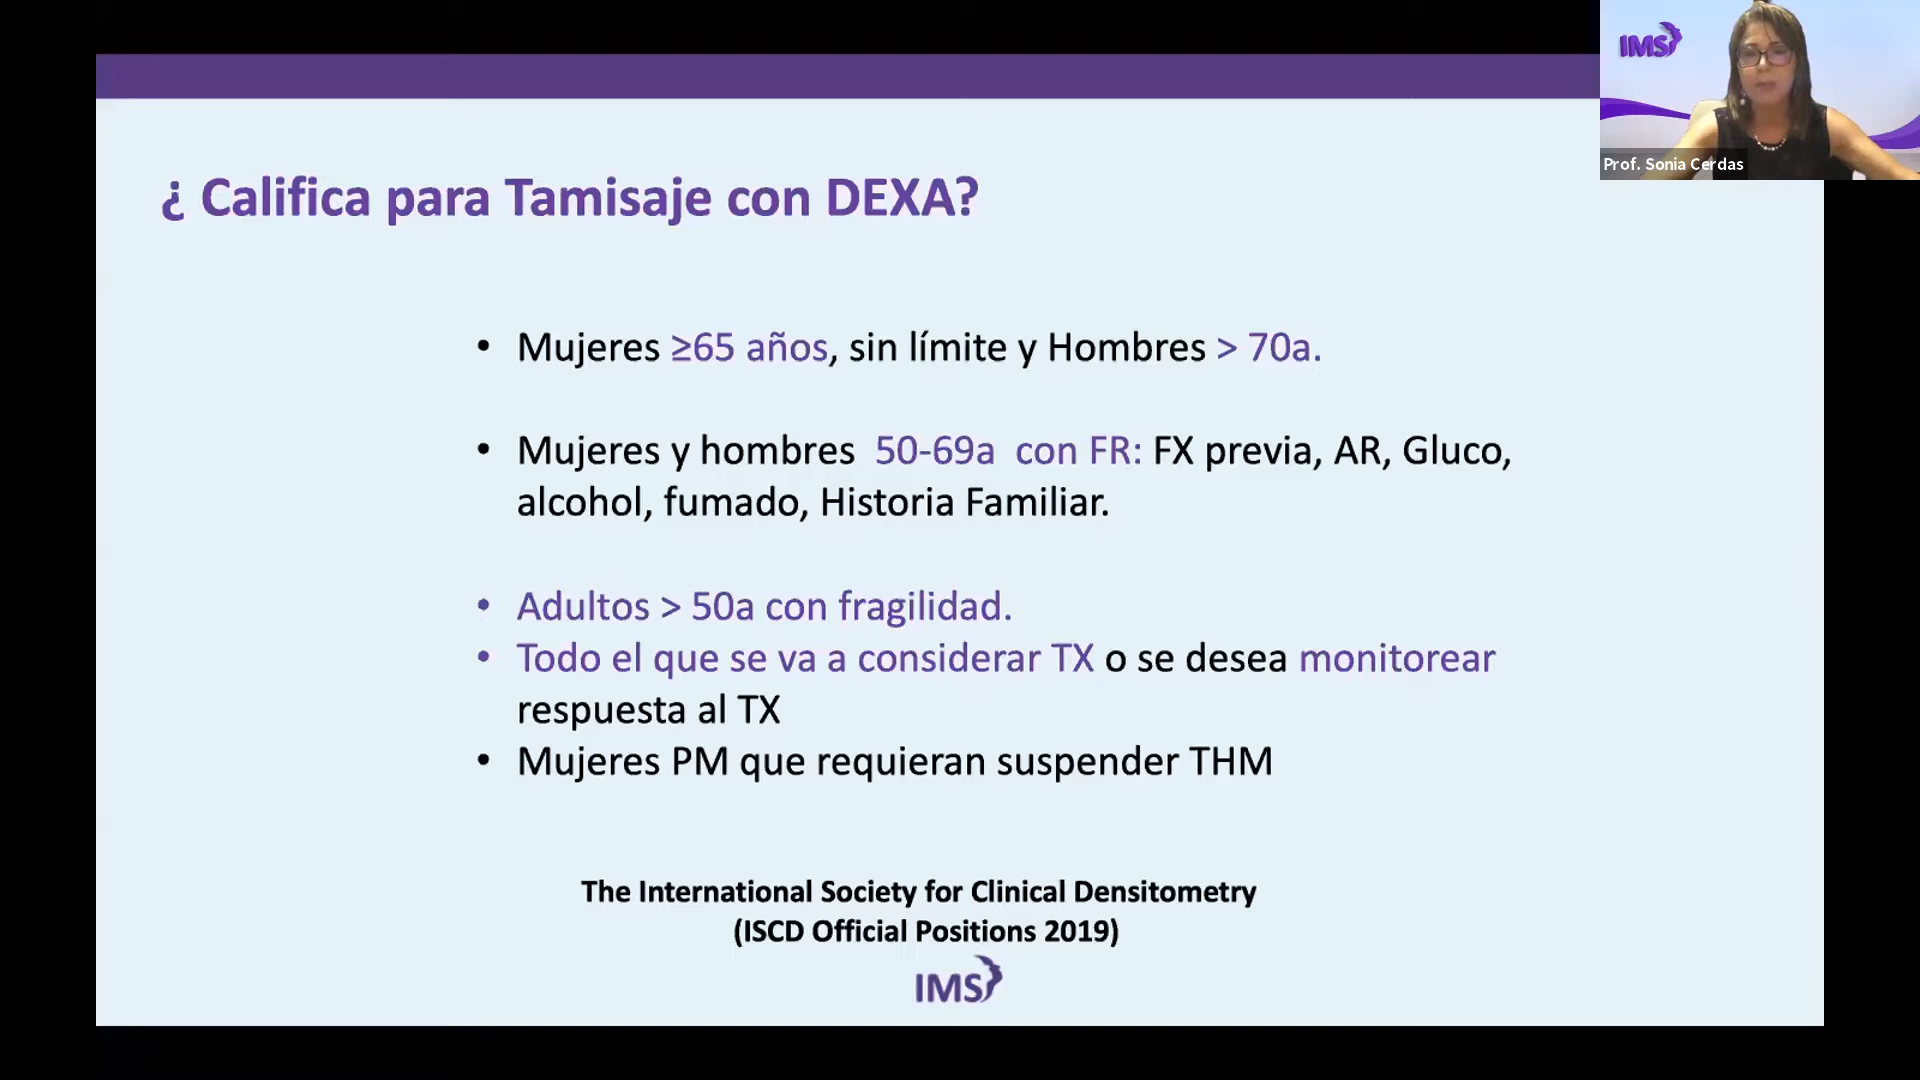 IMS
Prof. Sonia Cerdas
¿ Califica para Tamisaje con DEXA?
• Mujeres ≥65 años, sin límite y Hombres > 70a.
• Mujeres y hombres 50-69a con FR: FX previa, AR, Gluco,
alcohol, fumado, Historia Familiar.
• Adultos > 50a con fragilidad.
• Todo el que se va a considerar TX o se desea monitorear
respuesta al TX
• Mujeres PM que requieran suspender THM
The International Society for Clinical Densitometry
(ISCD Official Positions 2019)
IMS